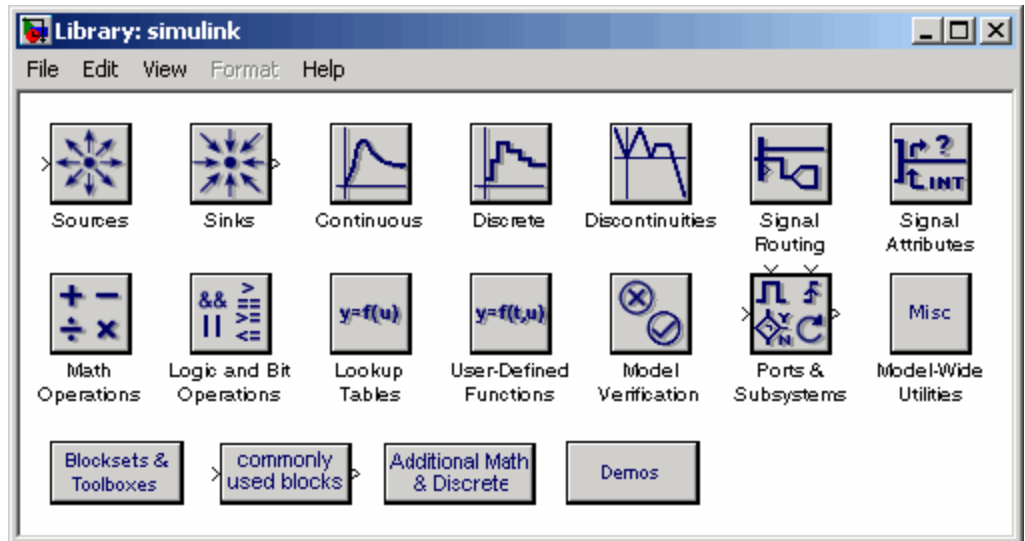 Library: simulink
File Edit View Format Help
Sources Sinks Continuous Discrete Discontinuities Signal Routing Signal Attributes
? INT
+ − ÷ × && || > == >= <= y=f(u) y=f(t,u) Y N Misc
Math Operations Logic and Bit Operations Lookup Tables User-Defined Functions Model Verification Ports & Subsystems Model-Wide Utilities
Blocksets & Toolboxes commonly used blocks Additional Math & Discrete Demos